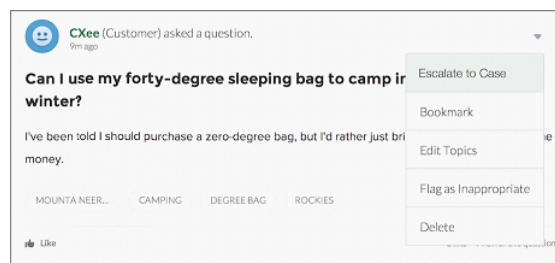 CXee (Customer) asked a question.
9m ago
Can I use my forty-degree sleeping bag to camp in
winter?
I've been told I should purchase a zero-degree bag, but I'd rather just
money.
MOUNTA NEER...
CAMPING
DEGREE BAG
ROCKIES
Like
Escalate to Case
Bookmark
Edit Topics
Flag as Inappropriate
Delete